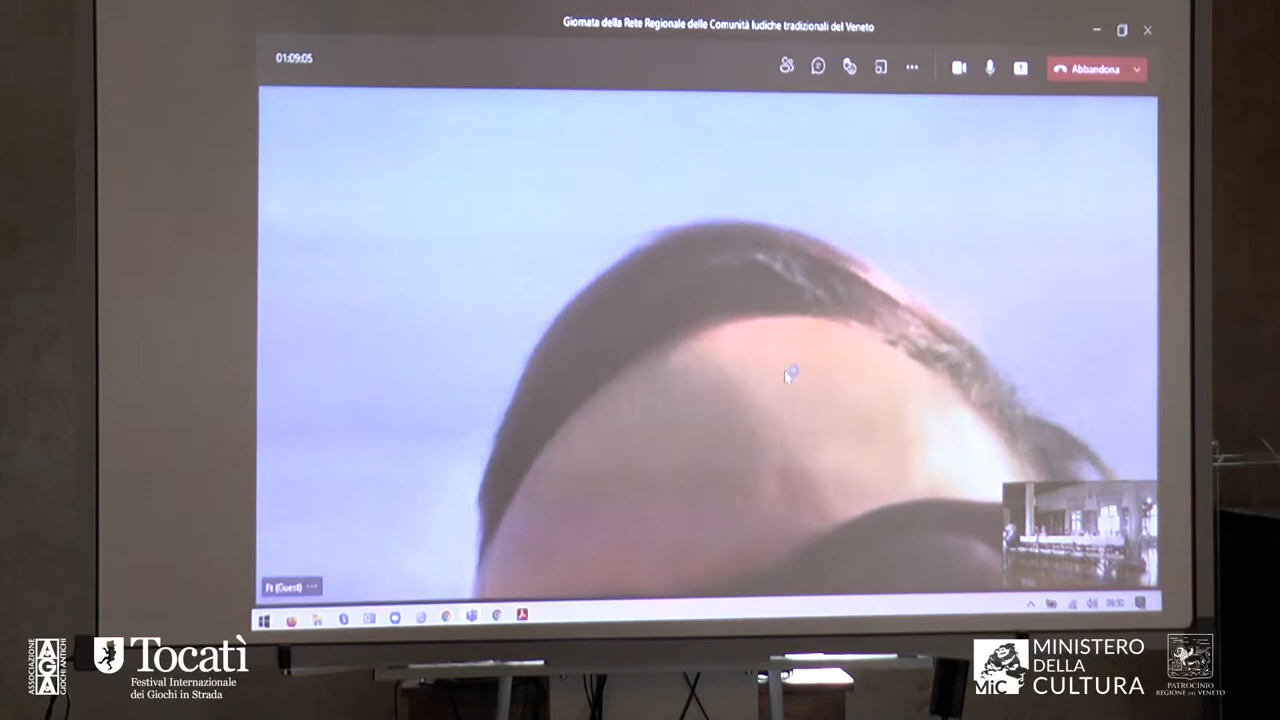 Giornata della Rete Regionale delle Comunità ludiche tradizionali del Veneto
01:09:05
Abbandona
Ft (Guest)
09:50
ASSOCIAZIONE
AGA
GIOCHI ANTICHI
Tocatì
Festival Internazionale
dei Giochi in Strada
MiC
MINISTERO
DELLA
CULTURA
PATROCINIO
REGIONE DEL VENETO